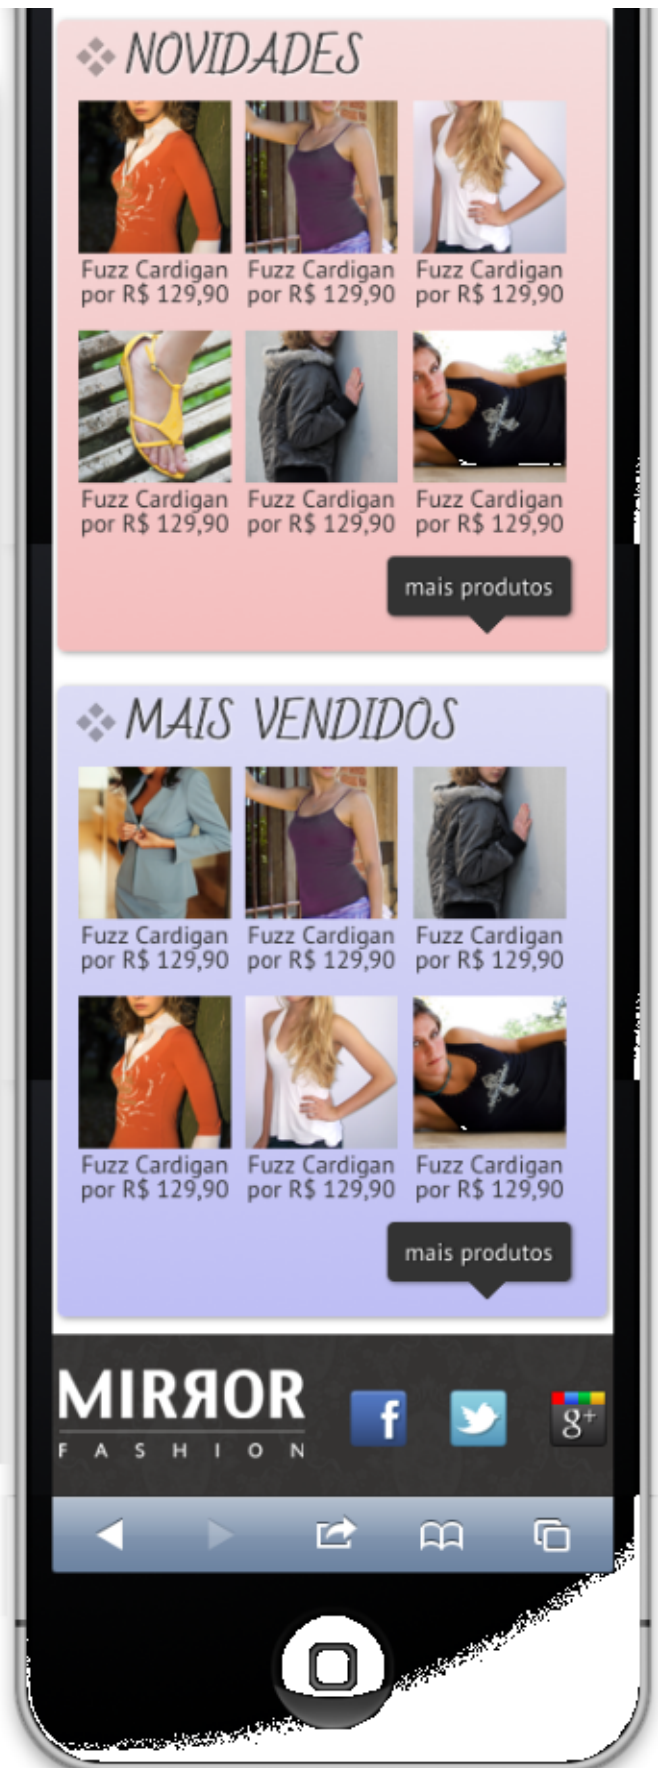 NOVIDADES
Fuzz Cardigan Fuzz Cardigan Fuzz Cardigan
por R$ 129,90 por R$ 129,90 por R$ 129,90
Fuzz Cardigan Fuzz Cardigan Fuzz Cardigan
por R$ 129,90 por R$ 129,90 por R$ 129,90
mais produtos
MAIS VENDIDOS
Fuzz Cardigan Fuzz Cardigan Fuzz Cardigan
por R$ 129,90 por R$ 129,90 por R$ 129,90
Fuzz Cardigan Fuzz Cardigan Fuzz Cardigan
por R$ 129,90 por R$ 129,90 por R$ 129,90
mais produtos
MIRЯOR
FASHION
f
g+